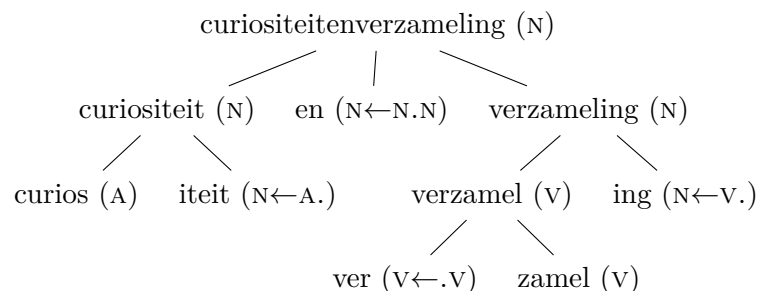 curiositeitenverzameling (N)
curiositeit (N) en (N←N.N) verzameling (N)
curios (A) iteit (N←A.) verzamel (V) ing (N←V.)
ver (V←.V) zamel (V)